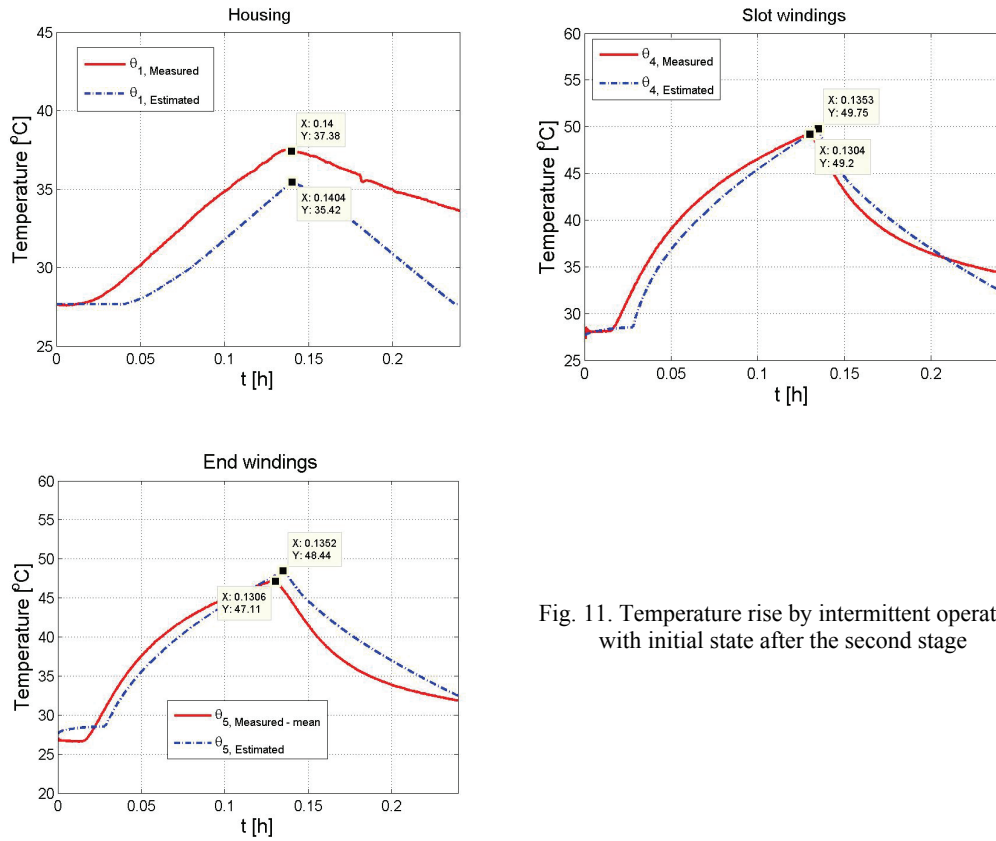 Housing
45
40
35
30
25
Temperature [°C]
θ1, Measured
θ1, Estimated
X: 0.14
Y: 37.38
X: 0.1404
Y: 35.42
0 0.05 0.1 0.15 0.2
t [h]
Slot windings
60
55
50
45
40
35
30
25
Temperature [°C]
θ4, Measured
θ4, Estimated
X: 0.1353
Y: 49.75
X: 0.1304
Y: 49.2
0 0.05 0.1 0.15 0.2
t [h]
End windings
60
55
50
45
40
35
30
25
20
Temperature [°C]
X: 0.1352
Y: 48.44
X: 0.1306
Y: 47.11
θ5, Measured - mean
θ5, Estimated
0 0.05 0.1 0.15 0.2
t [h]
Fig. 11. Temperature rise by intermittent operat
with initial state after the second stage